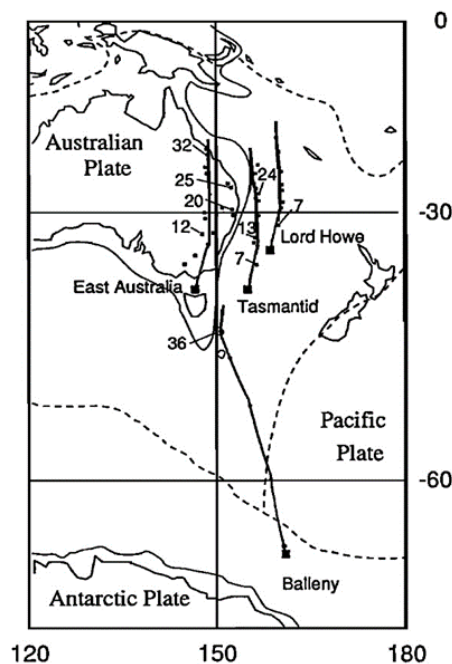 0
Australian
Plate
32
25
24
20
7
-30
12
13
Lord Howe
7
East Australia
Tasmantid
36
Pacific
Plate
-60
Balleny
Antarctic Plate
120 150 180